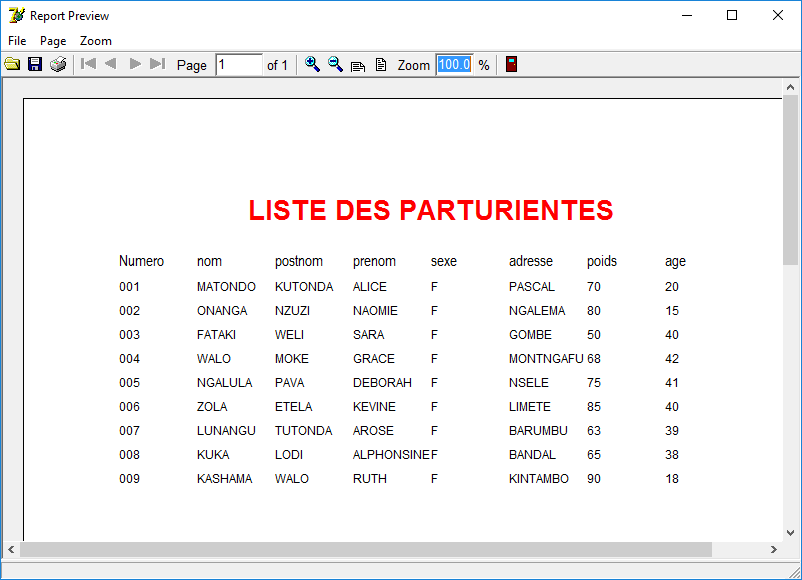 Report Preview
File Page Zoom
Page 1 of 1 Zoom 100.0 %
LISTE DES PARTURIENTES
Numero nom postnom prenom sexe adresse poids age
001 MATONDO KUTONDA ALICE F PASCAL 70 20
002 ONANGA NZUZI NAOMIE F NGALEMA 80 15
003 FATAKI WELI SARA F GOMBE 50 40
004 WALO MOKE GRACE F MONTNGAFU 68 42
005 NGALULA PAVA DEBORAH F NSELE 75 41
006 ZOLA ETELA KEVINE F LIMETE 85 40
007 LUNANGU TUTONDA AROSE F BARUMBU 63 39
008 KUKA LODI ALPHONSINE F BANDAL 65 38
009 KASHAMA WALO RUTH F KINTAMBO 90 18